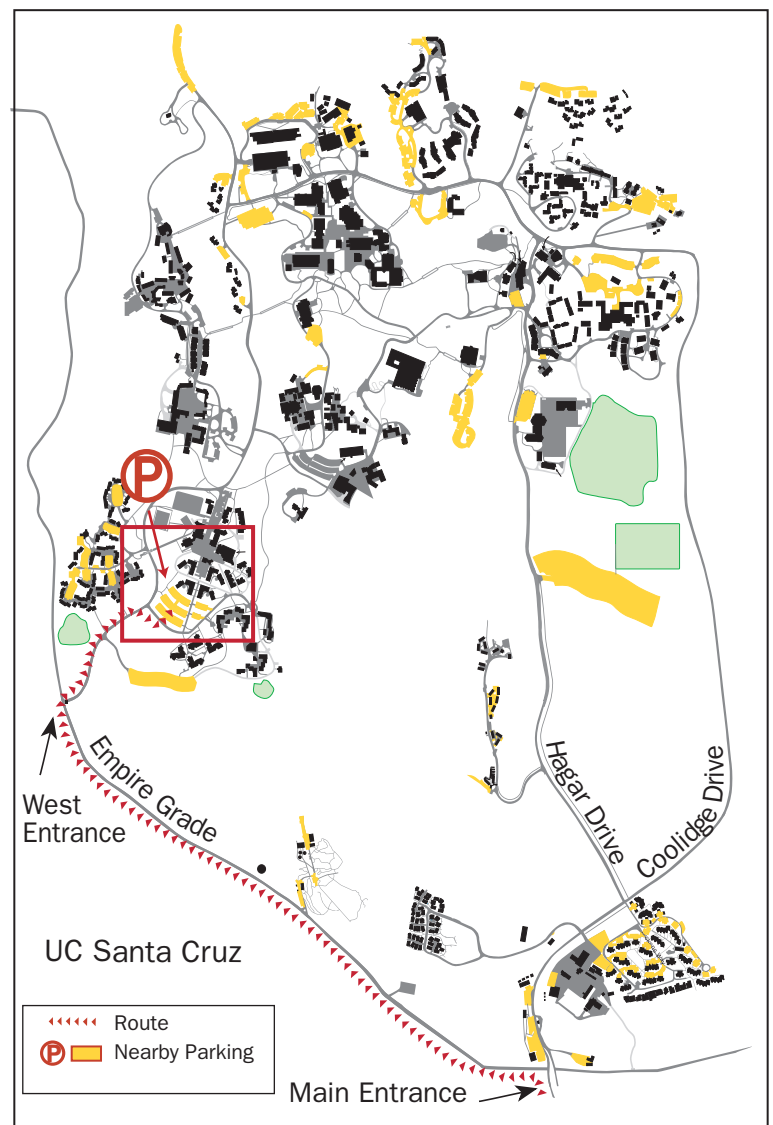 P
West
Entrance
Empire Grade
Hagar Drive
Coolidge Drive
UC Santa Cruz
Route
P Nearby Parking
Main Entrance